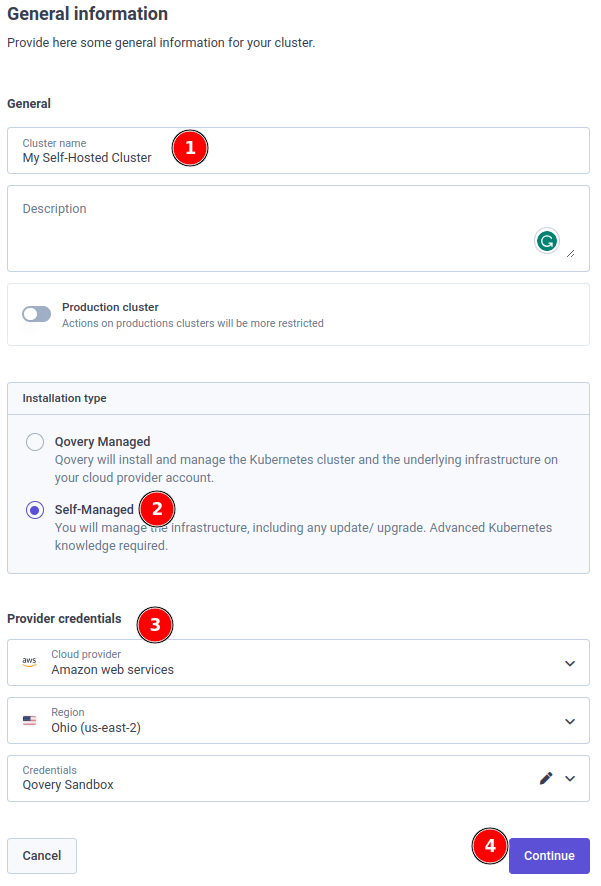 General information
Provide here some general information for your cluster.
General
Cluster name
My Self-Hosted Cluster
1
Description
Production cluster
Actions on productions clusters will be more restricted
Installation type
Qovery Managed
Qovery will install and manage the Kubernetes cluster and the underlying infrastructure on
your cloud provider account.
Self-Managed
2
You will manage the infrastructure, including any update/ upgrade. Advanced Kubernetes
knowledge required.
Provider credentials
3
aws
Cloud provider
Amazon web services
Region
Ohio (us-east-2)
Credentials
Qovery Sandbox
Cancel
4
Continue